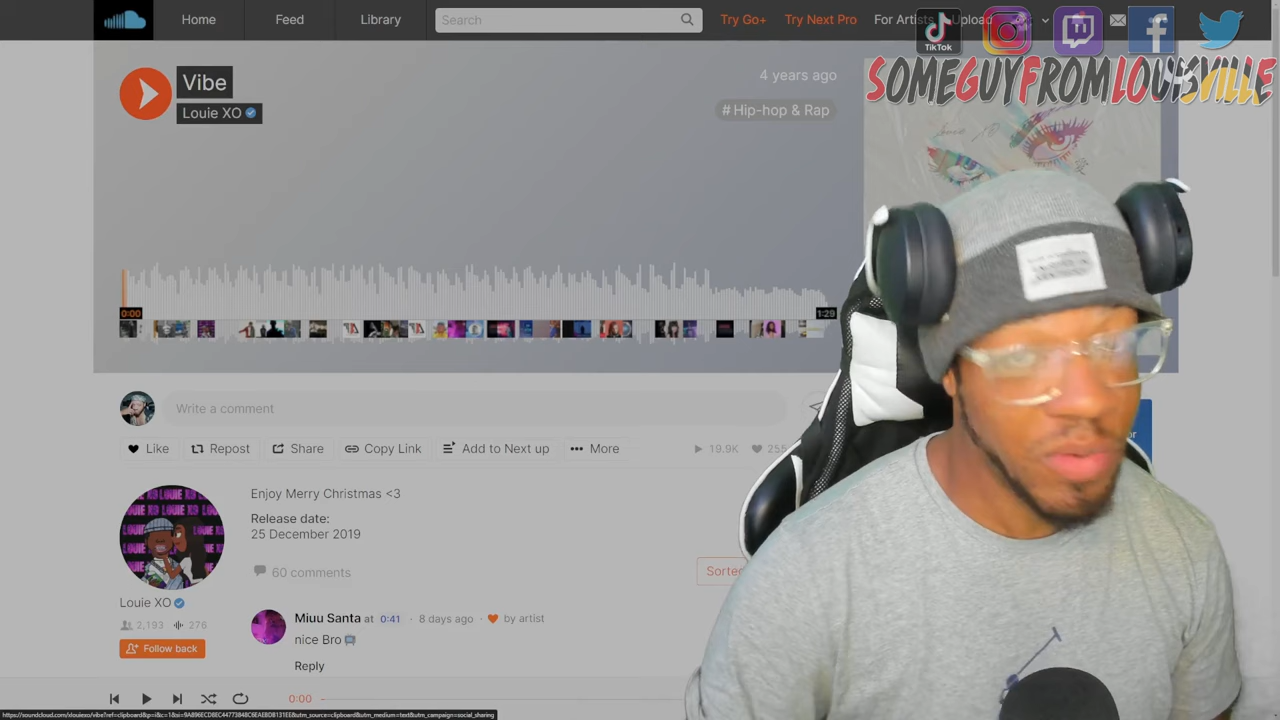 Home
Feed
Library
Search
Try Go+
Try Next Pro
For Artists
Upload
TikTok
SOMEGUYFROMLOUISVILLE
Vibe
Louie XO
4 years ago
# Hip-hop & Rap
0:00
1:29
Write a comment
Like
Repost
Share
Copy Link
Add to Next up
More
19.9K
255
Enjoy Merry Christmas <3
Release date:
25 December 2019
60 comments
Sorted
Louie XO
2,193
276
Follow back
Miuu Santa at 0:41 · 8 days ago · by artist
nice Bro
Reply
0:00